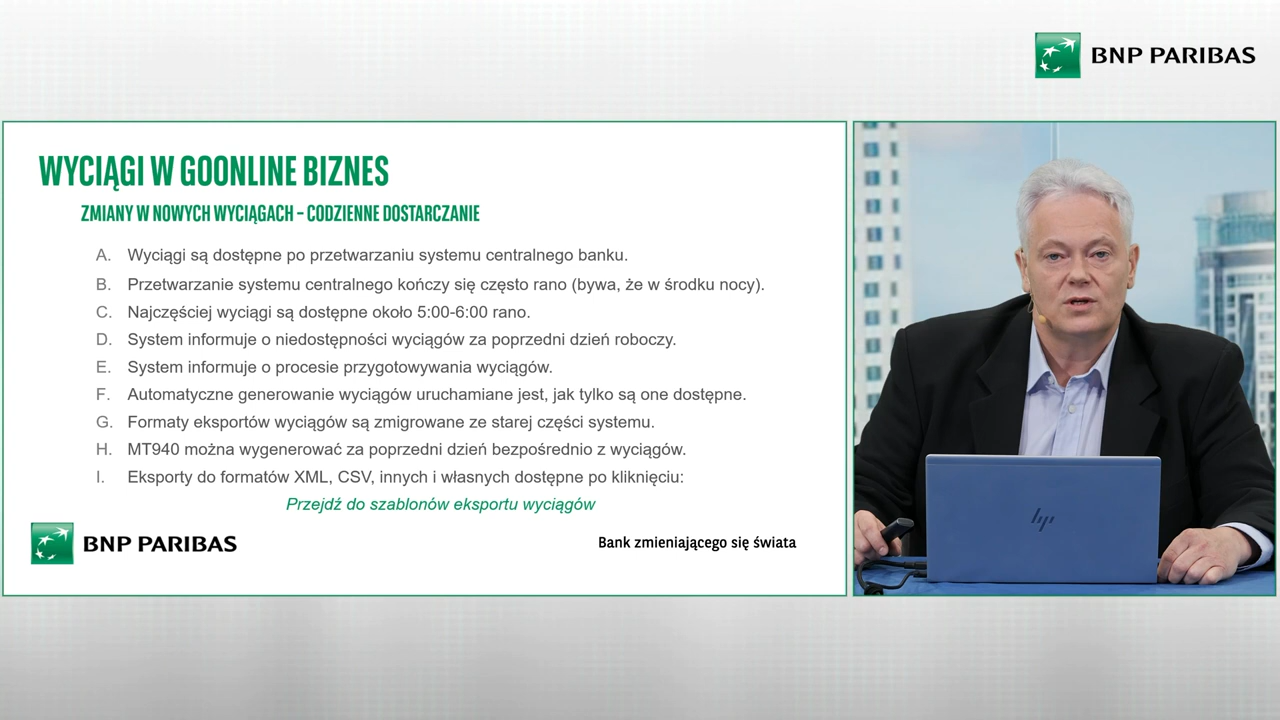 BNP PARIBAS
WYCIĄGI W GOONLINE BIZNES
ZMIANY W NOWYCH WYCIĄGACH – CODZIENNE DOSTARCZANIE
A. Wyciągi są dostępne po przetwarzaniu systemu centralnego banku.
B. Przetwarzanie systemu centralnego kończy się często rano (bywa, że w środku nocy).
C. Najczęściej wyciągi są dostępne około 5:00-6:00 rano.
D. System informuje o niedostępności wyciągów za poprzedni dzień roboczy.
E. System informuje o procesie przygotowywania wyciągów.
F. Automatyczne generowanie wyciągów uruchamiane jest, jak tylko są one dostępne.
G. Formaty eksportów wyciągów są zmigrowane ze starej części systemu.
H. MT940 można wygenerować za poprzedni dzień bezpośrednio z wyciągów.
I. Eksporty do formatów XML, CSV, innych i własnych dostępne po kliknięciu:
Przejdź do szablonów eksportu wyciągów
BNP PARIBAS
Bank zmieniającego się świata
hp